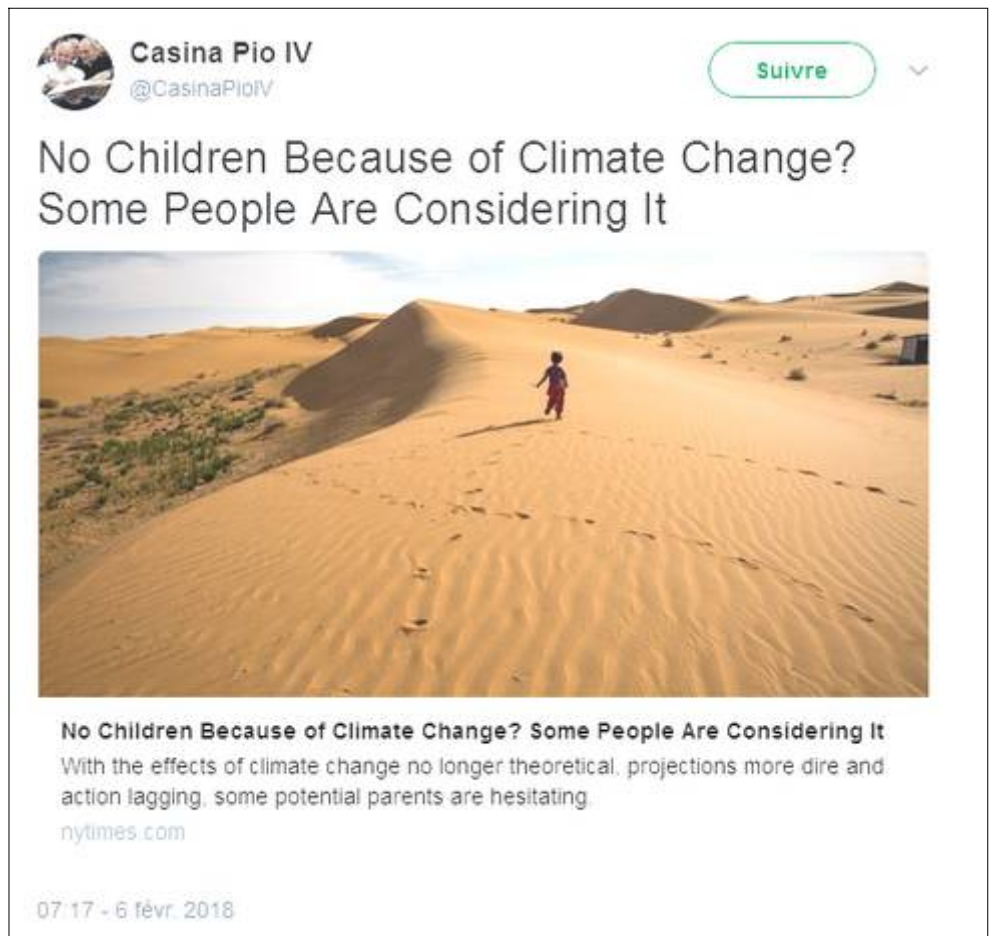 Casina Pio IV
@CasinaPioIV
Suivre
No Children Because of Climate Change?
Some People Are Considering It
No Children Because of Climate Change? Some People Are Considering It
With the effects of climate change no longer theoretical, projections more dire and
action lagging, some potential parents are hesitating.
nytimes.com
07:17 - 6 févr. 2018